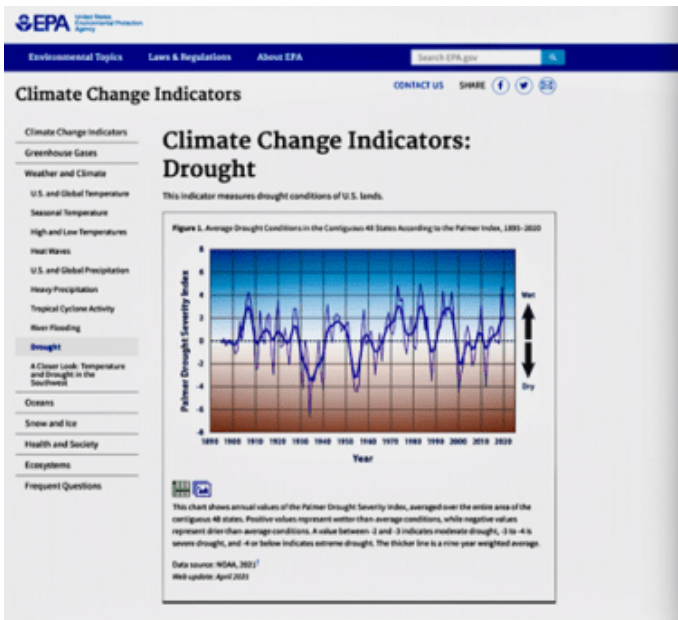 EPA United States
Environmental Protection
Agency
Environmental Topics Laws & Regulations About EPA Search EPA.gov
CONTACT US SHARE
Climate Change Indicators
Climate Change Indicators
Greenhouse Gases
Weather and Climate
U.S. and Global Temperature
Seasonal Temperature
High and Low Temperatures
Heat Waves
U.S. and Global Precipitation
Heavy Precipitation
Tropical Cyclone Activity
River Flooding
Drought
A Closer Look: Temperature
and Drought in the
Southwest
Oceans
Snow and Ice
Health and Society
Ecosystems
Frequent Questions
Climate Change Indicators:
Drought
This indicator measures drought conditions of U.S. lands.
Figure 1. Average Drought Conditions in the Contiguous 48 States According to the Palmer Index, 1895–2020
Palmer Drought Severity Index
8
6
4
2
0
-2
-4
-6
-8
1890 1900 1910 1920 1930 1940 1950 1960 1970 1980 1990 2000 2010 2020
Year
Wet
Dry
This chart shows annual values of the Palmer Drought Severity Index, averaged over the entire area of the
contiguous 48 states. Positive values represent wetter than average conditions, while negative values
represent drier than average conditions. A value between -2 and -3 indicates moderate drought, -3 to -4 is
severe drought, and -4 or below indicates extreme drought. The thicker line is a nine-year weighted average.
Data source: NOAA, 2021¹
Web update: April 2021